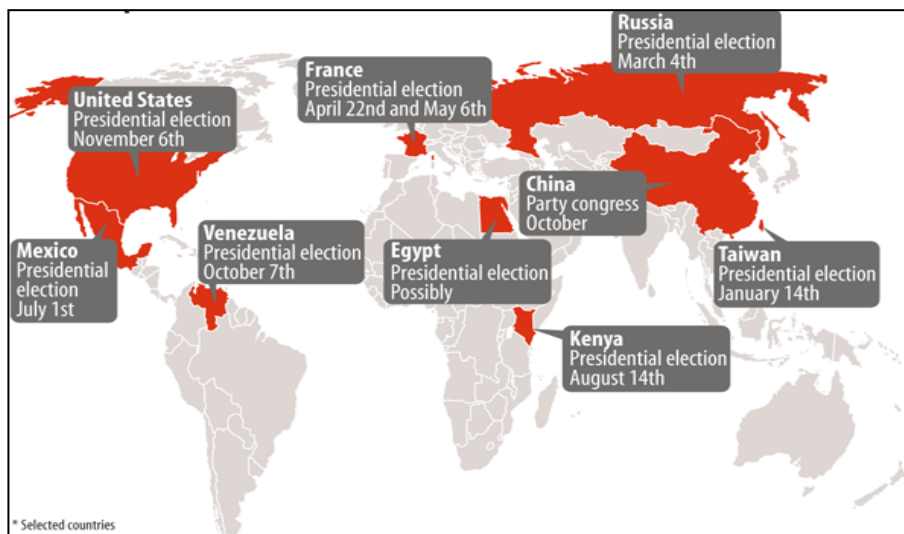 Russia
Presidential election
March 4th
France
Presidential election
April 22nd and May 6th
United States
Presidential election
November 6th
China
Party congress
October
Venezuela
Presidential election
October 7th
Egypt
Presidential election
Possibly
Mexico
Presidential
election
July 1st
Taiwan
Presidential election
January 14th
Kenya
Presidential election
August 14th
* Selected countries